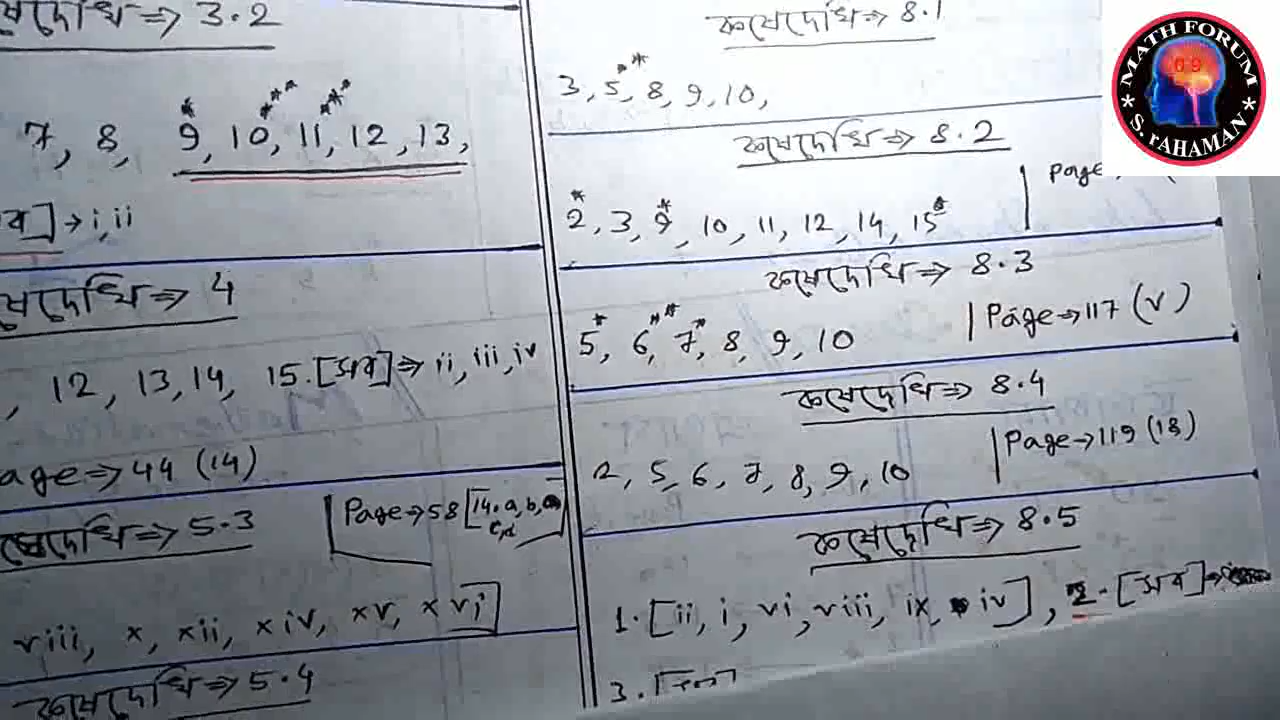 ষেদেখি ⇒ 3.2
7, 8, 9*, 10***, 11***, 12, 13,
] → i, ii
ষেদেখি ⇒ 4
, 12, 13, 14, 15. [সব] ⇒ ii, iii, iv
age ⇒ 44 (14)
ষেদেখি ⇒ 5.3
Page → 58 [14. a, b,
c, d
viii, x, xii, xiv, xv, xvi
কষেদেখি ⇒ 5.4
কষেদেখি ⇒ 8.1
3, 5**, 8, 9, 10,
কষেদেখি ⇒ 8.2
2*, 3, 9*, 10, 11, 12, 14, 15*
Page
কষেদেখি ⇒ 8.3
5*, 6***, 7*, 8, 9, 10
Page → 117 (v)
কষেদেখি ⇒ 8.4
2, 5, 6, 7, 8, 9, 10
Page → 119 (13)
কষেদেখি ⇒ 8.5
1. [ii, i, vi, viii, ix, iv], 2. [সব] →
3.
MATH FORUM
09
★ S. rAHAMAN ★